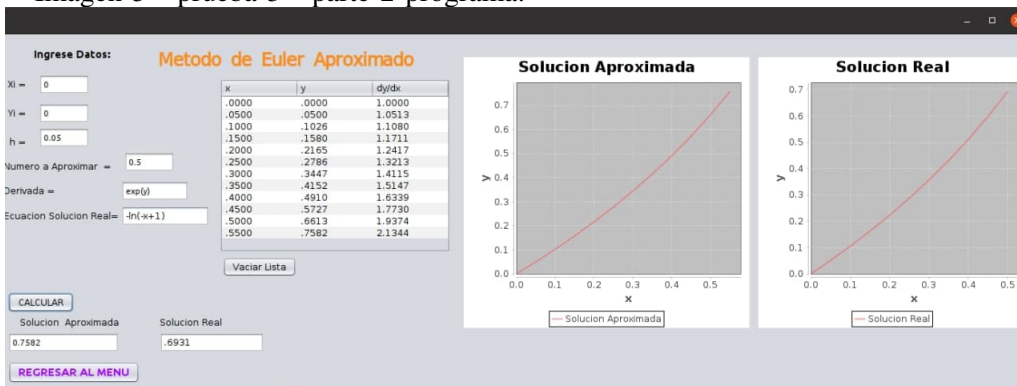 Imagen 3 – prueba 3 – parte 2 programa.
Ingrese Datos:
Metodo de Euler Aproximado
Xi = 0
Yi = 0
h = 0.05
Numero a Aproximar = 0.5
Derivada = exp(y)
Ecuacion Solucion Real= -ln(-x+1)
x y dy/dx
.0000 .0000 1.0000
.0500 .0500 1.0513
.1000 .1026 1.1080
.1500 .1580 1.1711
.2000 .2165 1.2417
.2500 .2786 1.3213
.3000 .3447 1.4115
.3500 .4152 1.5147
.4000 .4910 1.6339
.4500 .5727 1.7730
.5000 .6613 1.9374
.5500 .7582 2.1344
Vaciar Lista
CALCULAR
Solucion Aproximada Solucion Real
0.7582 .6931
REGRESAR AL MENU
Solucion Aproximada
0.7
0.6
0.5
0.4
0.3
0.2
0.1
0.0
y
0.0 0.1 0.2 0.3 0.4 0.5
x
Solucion Aproximada
Solucion Real
0.7
0.6
0.5
0.4
0.3
0.2
0.1
0.0
y
0.0 0.1 0.2 0.3 0.4 0.5
x
Solucion Real